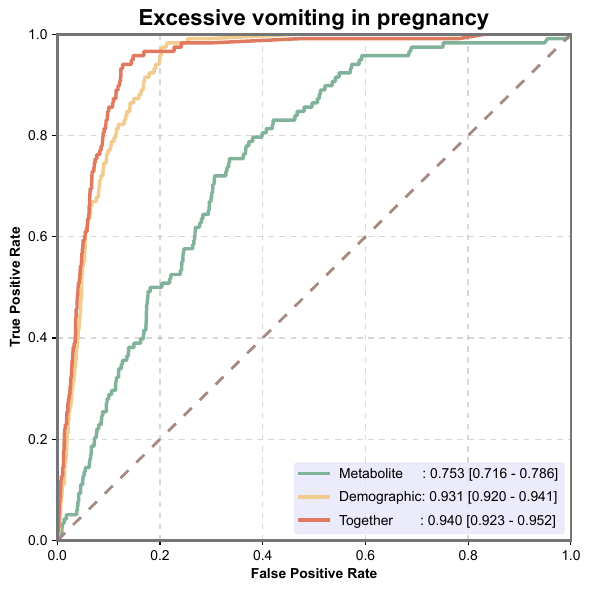 Excessive vomiting in pregnancy
True Positive Rate
1.0
0.8
0.6
0.4
0.2
0.0
Metabolite : 0.753 [0.716 - 0.786]
Demographic: 0.931 [0.920 - 0.941]
Together : 0.940 [0.923 - 0.952]
0.0 0.2 0.4 0.6 0.8 1.0
False Positive Rate